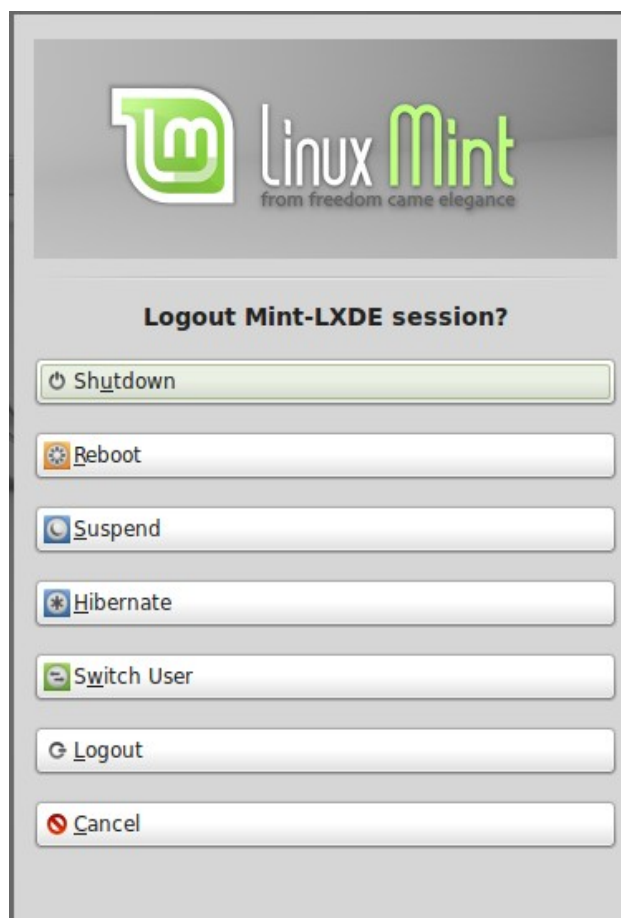 Linux Mint
from freedom came elegance
Logout Mint-LXDE session?
Shutdown
Reboot
Suspend
Hibernate
Switch User
Logout
Cancel